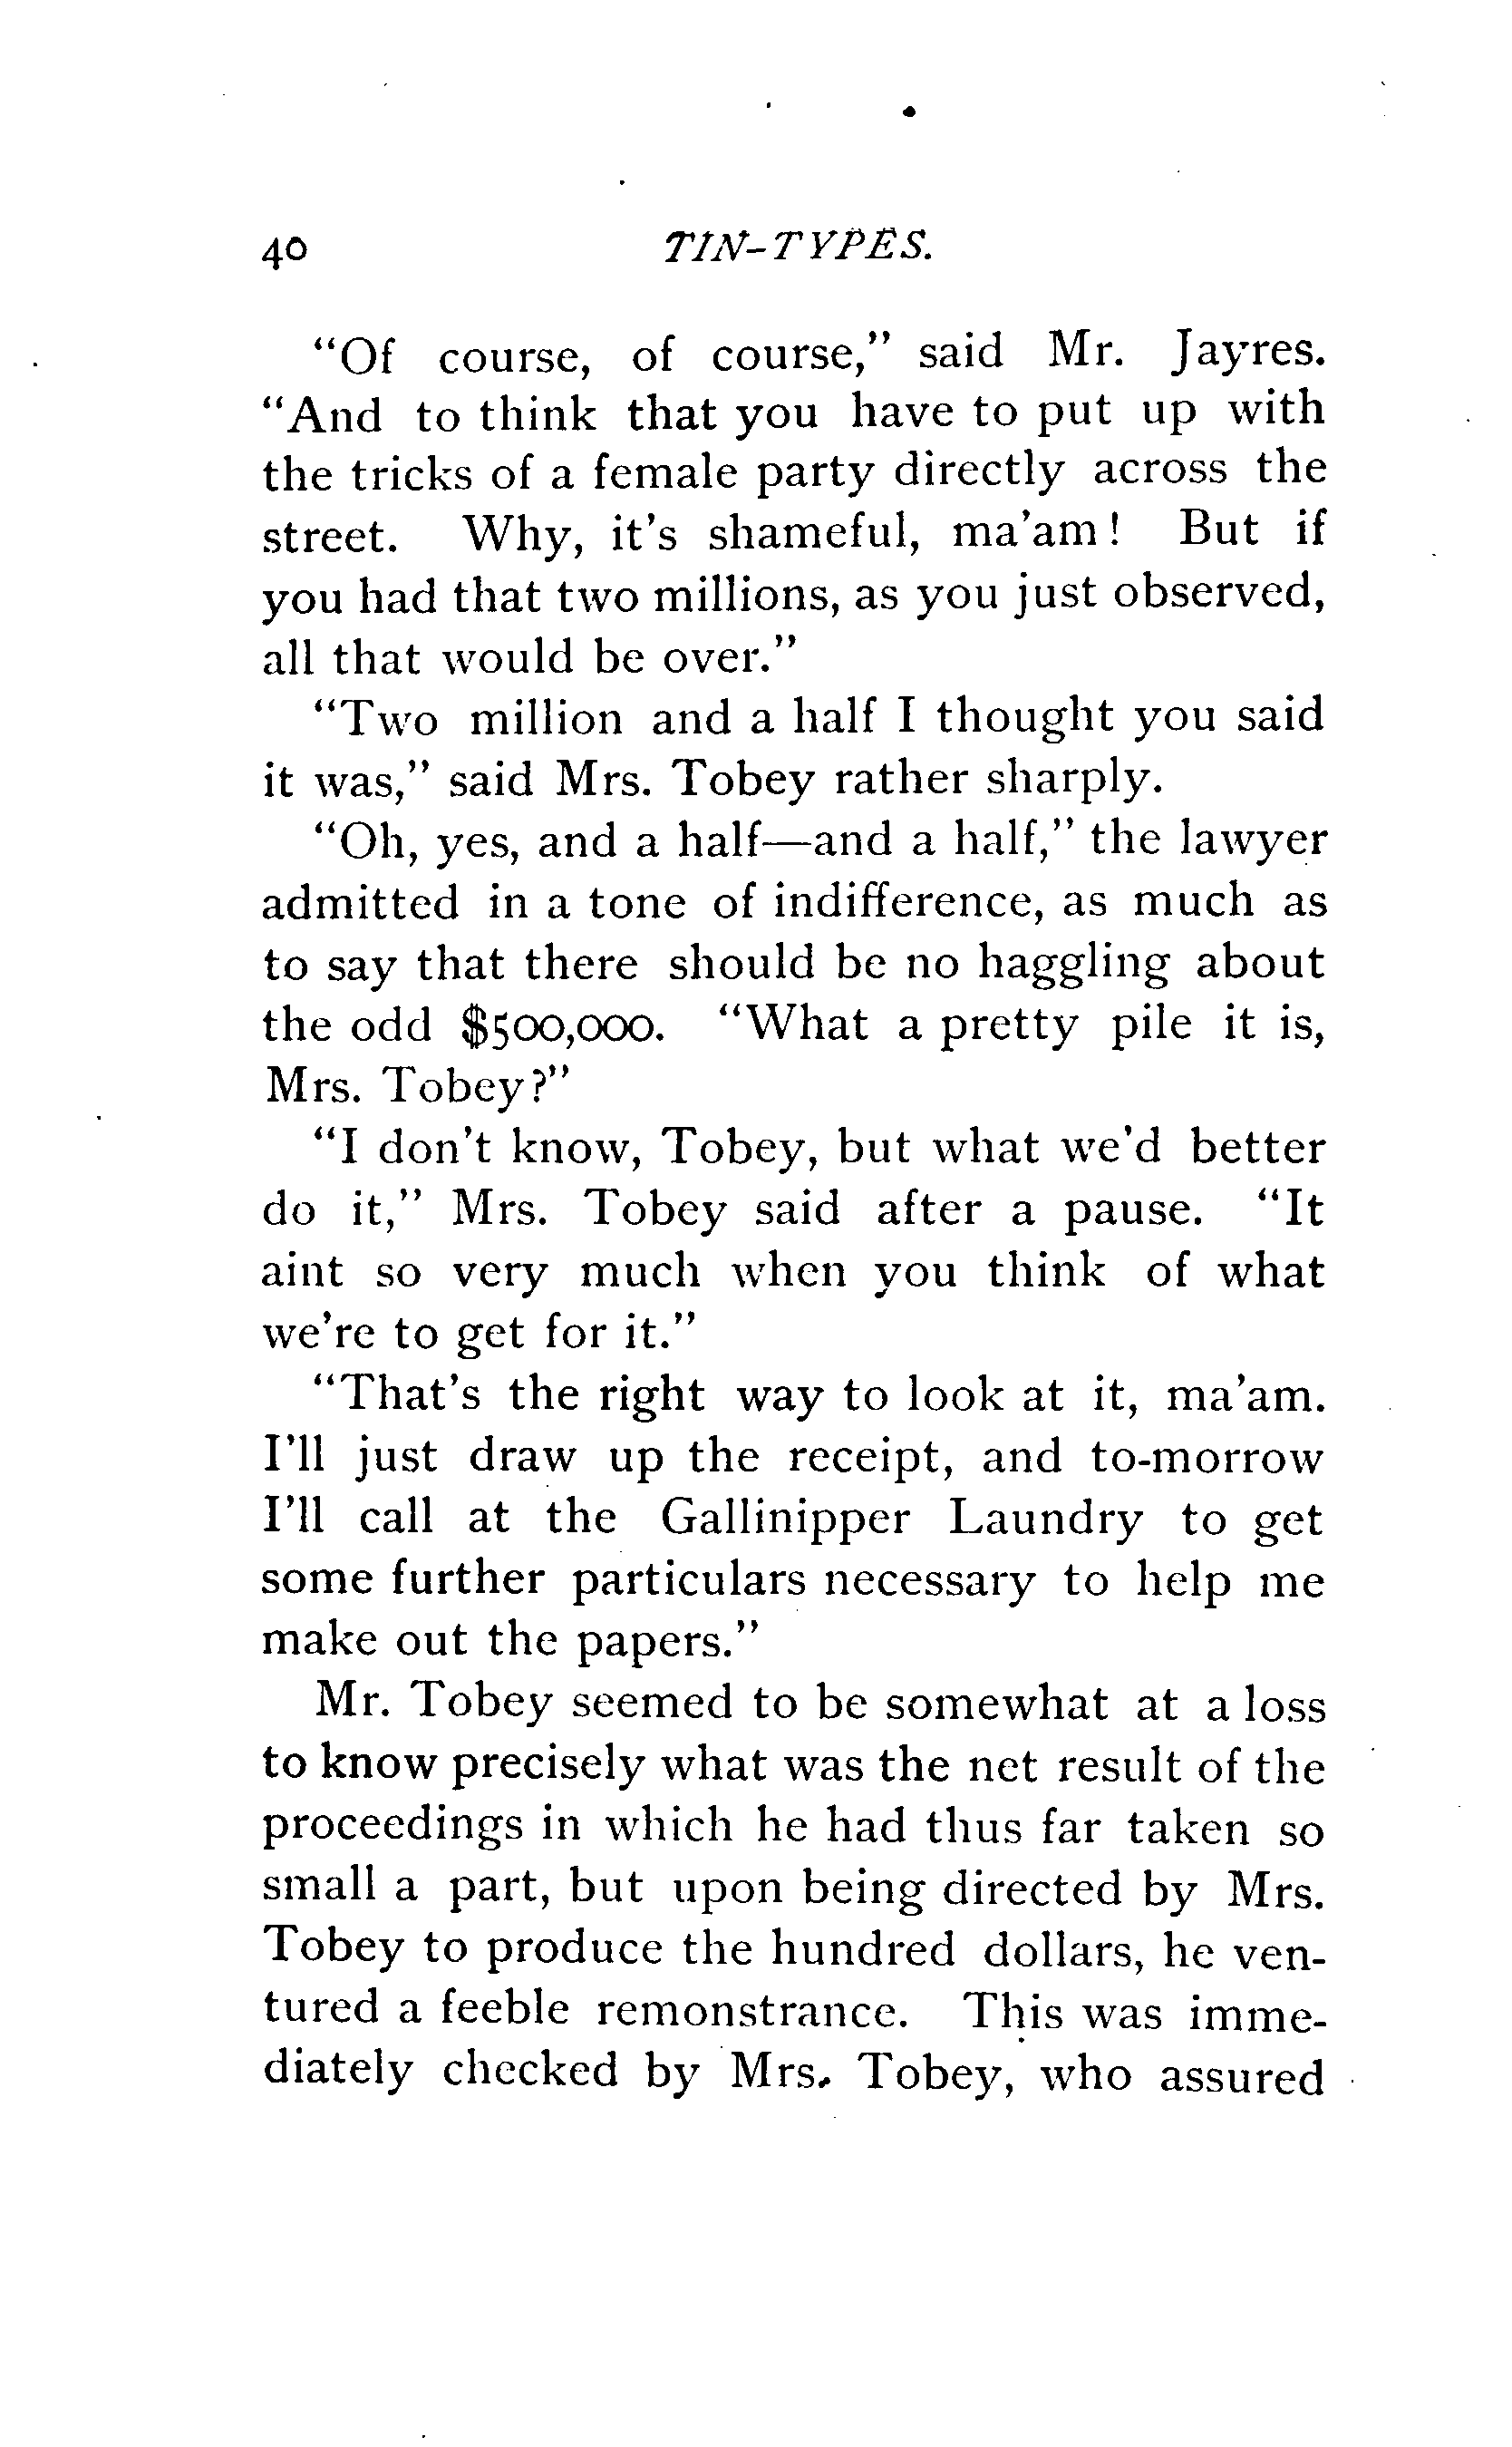 40 TIN-TYPES.
"Of course, of course," said Mr. Jayres.
"And to think that you have to put up with
the tricks of a female party directly across the
street. Why, it's shameful, ma'am! But if
you had that two millions, as you just observed,
all that would be over."
"Two million and a half I thought you said
it was," said Mrs. Tobey rather sharply.
"Oh, yes, and a half—and a half," the lawyer
admitted in a tone of indifference, as much as
to say that there should be no haggling about
the odd $500,000. "What a pretty pile it is,
Mrs. Tobey?"
"I don't know, Tobey, but what we'd better
do it," Mrs. Tobey said after a pause. "It
aint so very much when you think of what
we're to get for it."
"That's the right way to look at it, ma'am.
I'll just draw up the receipt, and to-morrow
I'll call at the Gallinipper Laundry to get
some further particulars necessary to help me
make out the papers."
Mr. Tobey seemed to be somewhat at a loss
to know precisely what was the net result of the
proceedings in which he had thus far taken so
small a part, but upon being directed by Mrs.
Tobey to produce the hundred dollars, he ven-
tured a feeble remonstrance. This was imme-
diately checked by Mrs. Tobey, who assured